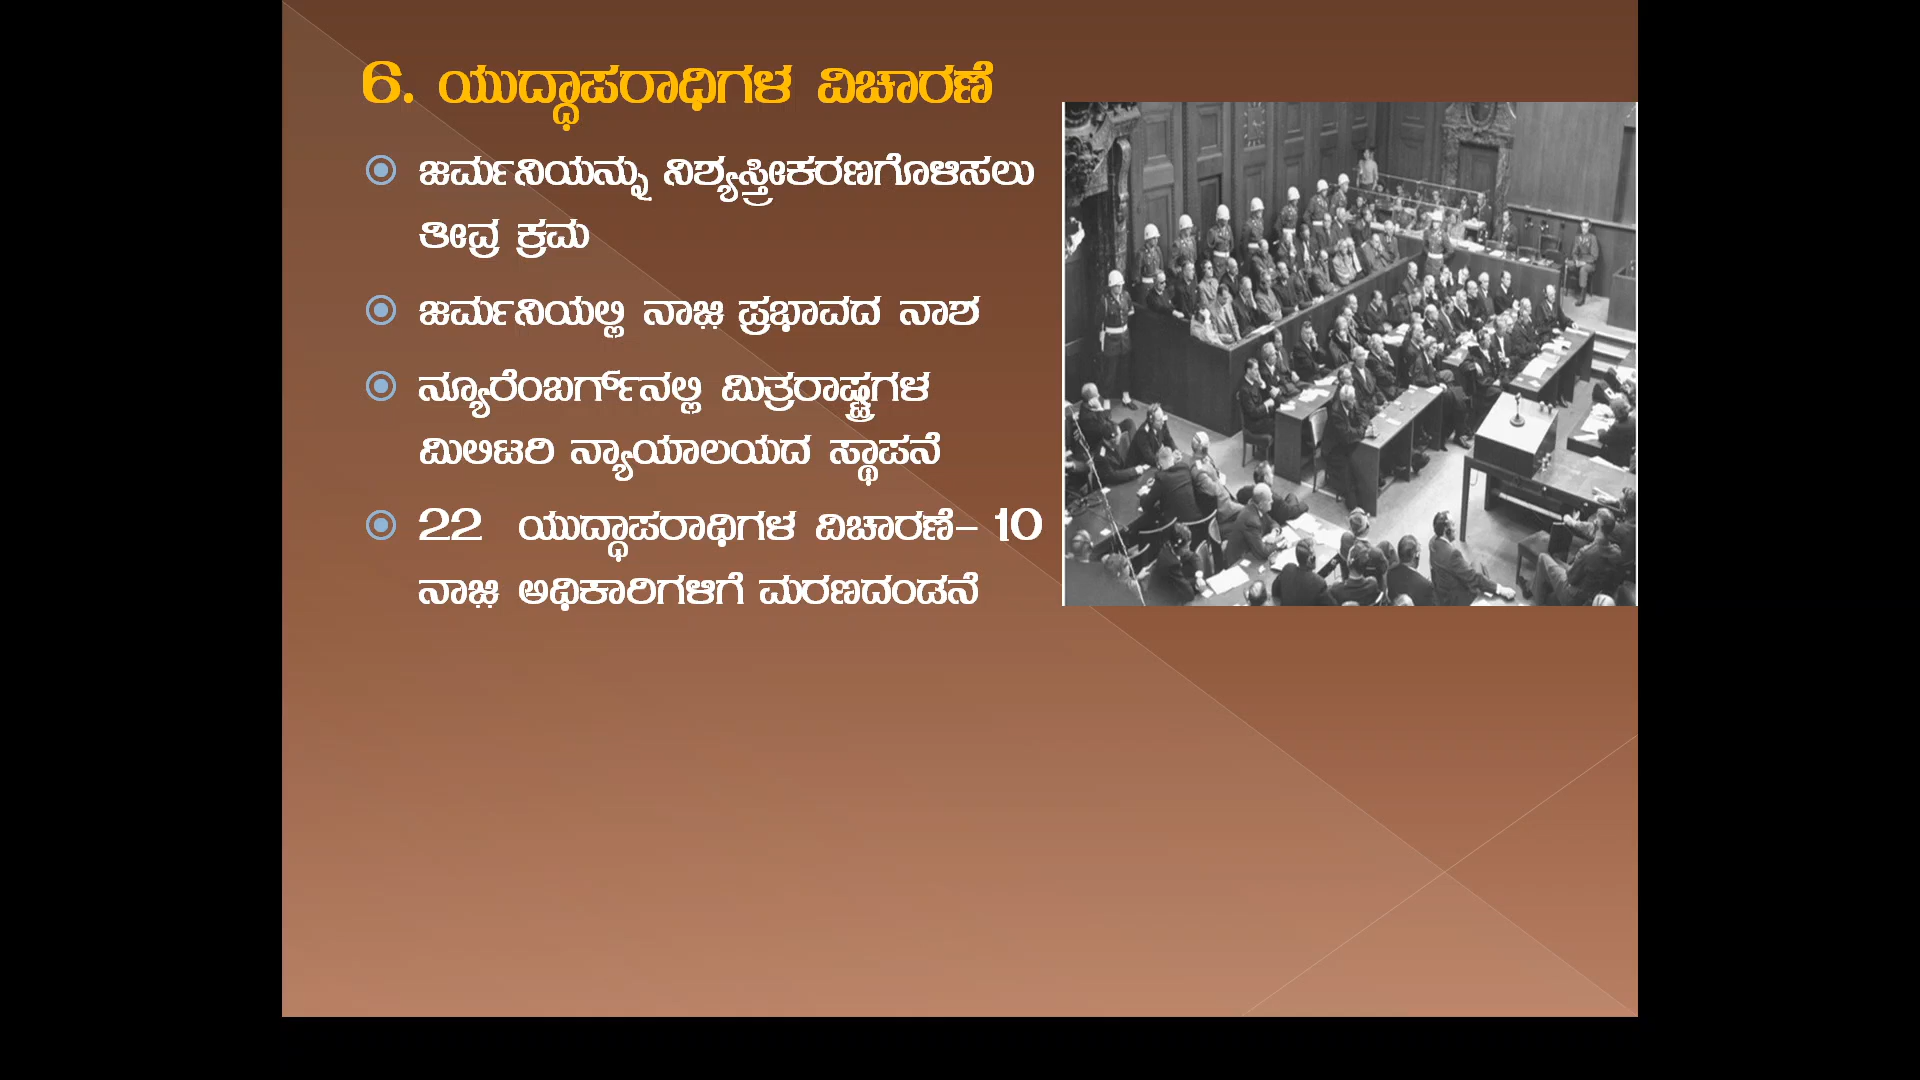 6. ಯುದ್ಧಾಪರಾಧಿಗಳ ವಿಚಾರಣೆ
ಜರ್ಮನಿಯನ್ನು ನಿಶ್ಯಸ್ತ್ರೀಕರಣಗೊಳಿಸಲು
ತೀವ್ರ ಕ್ರಮ
ಜರ್ಮನಿಯಲ್ಲಿ ನಾಜ಼ಿ ಪ್ರಭಾವದ ನಾಶ
ನ್ಯೂರೆಂಬರ್ಗ್‌ನಲ್ಲಿ ಮಿತ್ರರಾಷ್ಟ್ರಗಳ
ಮಿಲಿಟರಿ ನ್ಯಾಯಾಲಯದ ಸ್ಥಾಪನೆ
22 ಯುದ್ಧಾಪರಾಧಿಗಳ ವಿಚಾರಣೆ– 10
ನಾಜ಼ಿ ಅಧಿಕಾರಿಗಳಿಗೆ ಮರಣದಂಡನೆ